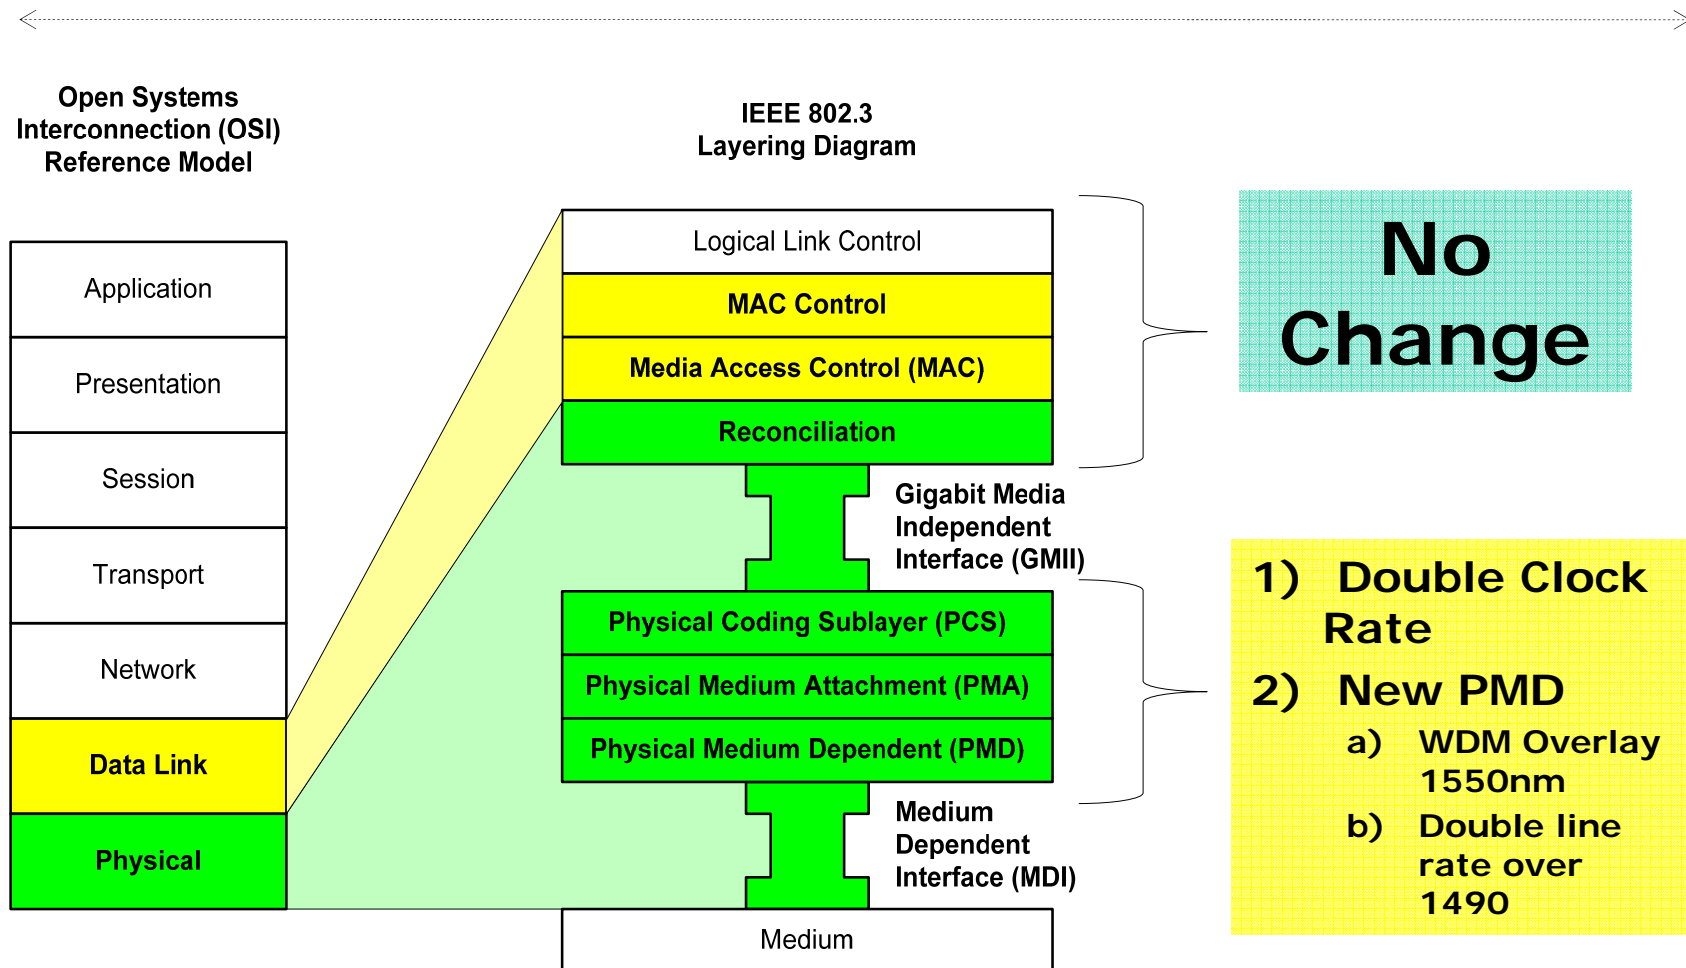 Open Systems
Interconnection (OSI)
Reference Model
Application
Presentation
Session
Transport
Network
Data Link
Physical
IEEE 802.3
Layering Diagram
Logical Link Control
MAC Control
Media Access Control (MAC)
Reconciliation
Gigabit Media
Independent
Interface (GMII)
Physical Coding Sublayer (PCS)
Physical Medium Attachment (PMA)
Physical Medium Dependent (PMD)
Medium
Dependent
Interface (MDI)
Medium
No
Change
1) Double Clock
Rate
2) New PMD
a) WDM Overlay
1550nm
b) Double line
rate over
1490